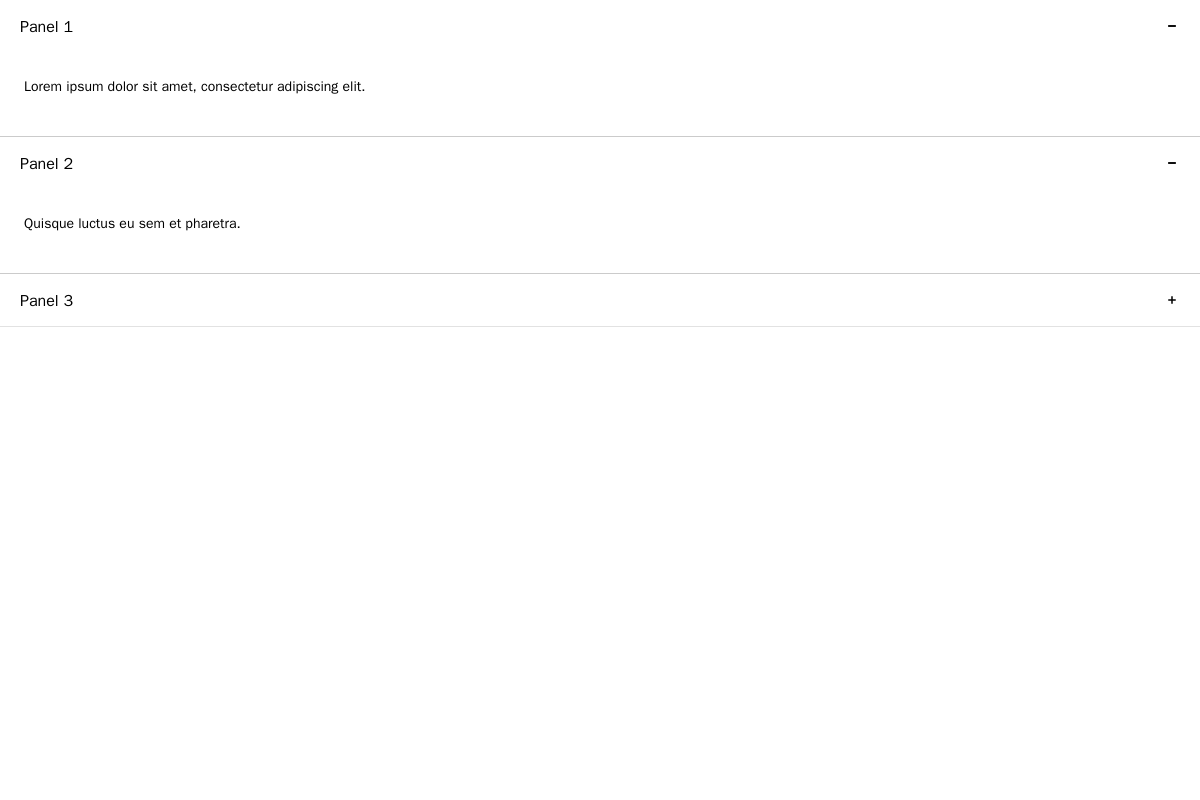 Panel 1 −
Lorem ipsum dolor sit amet, consectetur adipiscing elit.
Panel 2 −
Quisque luctus eu sem et pharetra.
Panel 3 +